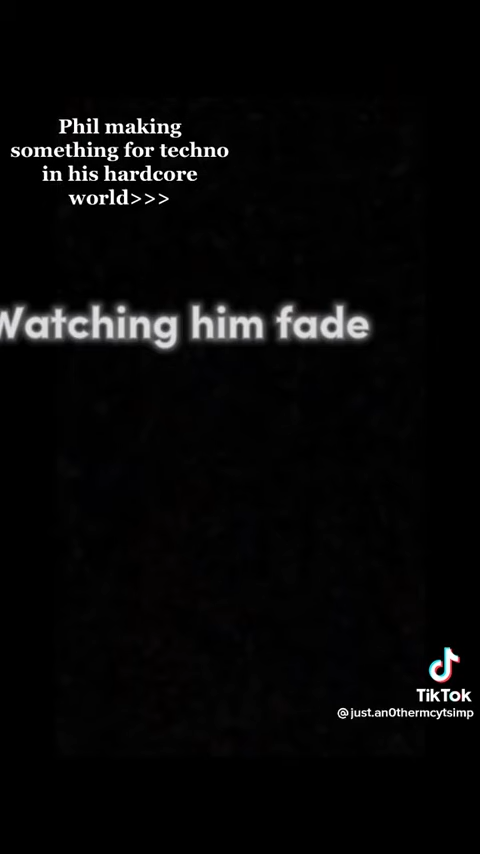 Phil making
something for techno
in his hardcore
world>>>
Watching him fade
TikTok
@just.an0thermcytsimp